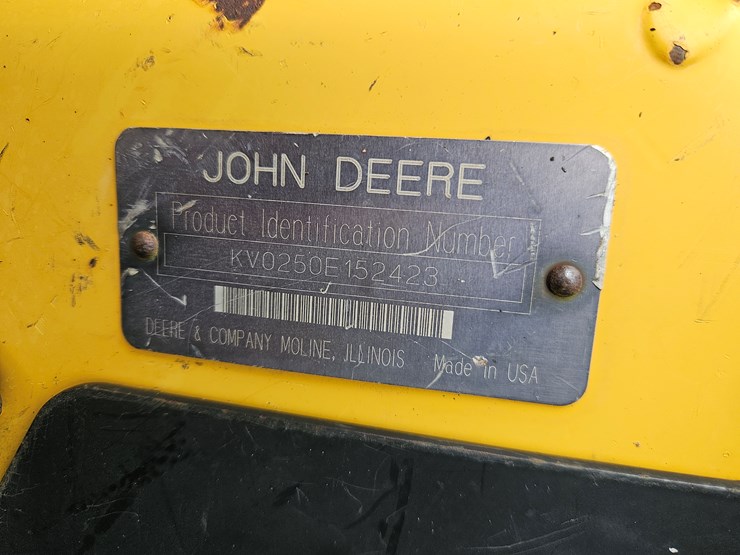 JOHN DEERE
Product Identification Number
KV0250E152423
DEERE & COMPANY MOLINE, ILLINOIS Made in USA